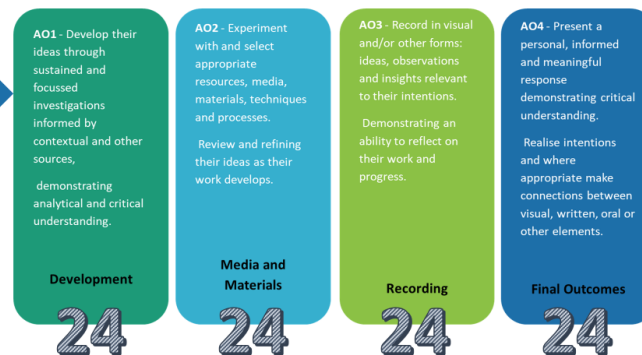 AO1 - Develop their
ideas through
sustained and
focussed
investigations
informed by
contextual and other
sources,
demonstrating
analytical and critical
understanding.
Development
24
AO2 - Experiment
with and select
appropriate
resources, media,
materials, techniques
and processes.
Review and refining
their ideas as their
work develops.
Media and
Materials
24
AO3 - Record in visual
and/or other forms:
ideas, observations
and insights relevant
to their intentions.
Demonstrating an
ability to reflect on
their work and
progress.
Recording
24
AO4 - Present a
personal, informed
and meaningful
response
demonstrating critical
understanding.
Realise intentions
and where
appropriate make
connections between
visual, written, oral or
other elements.
Final Outcomes
24